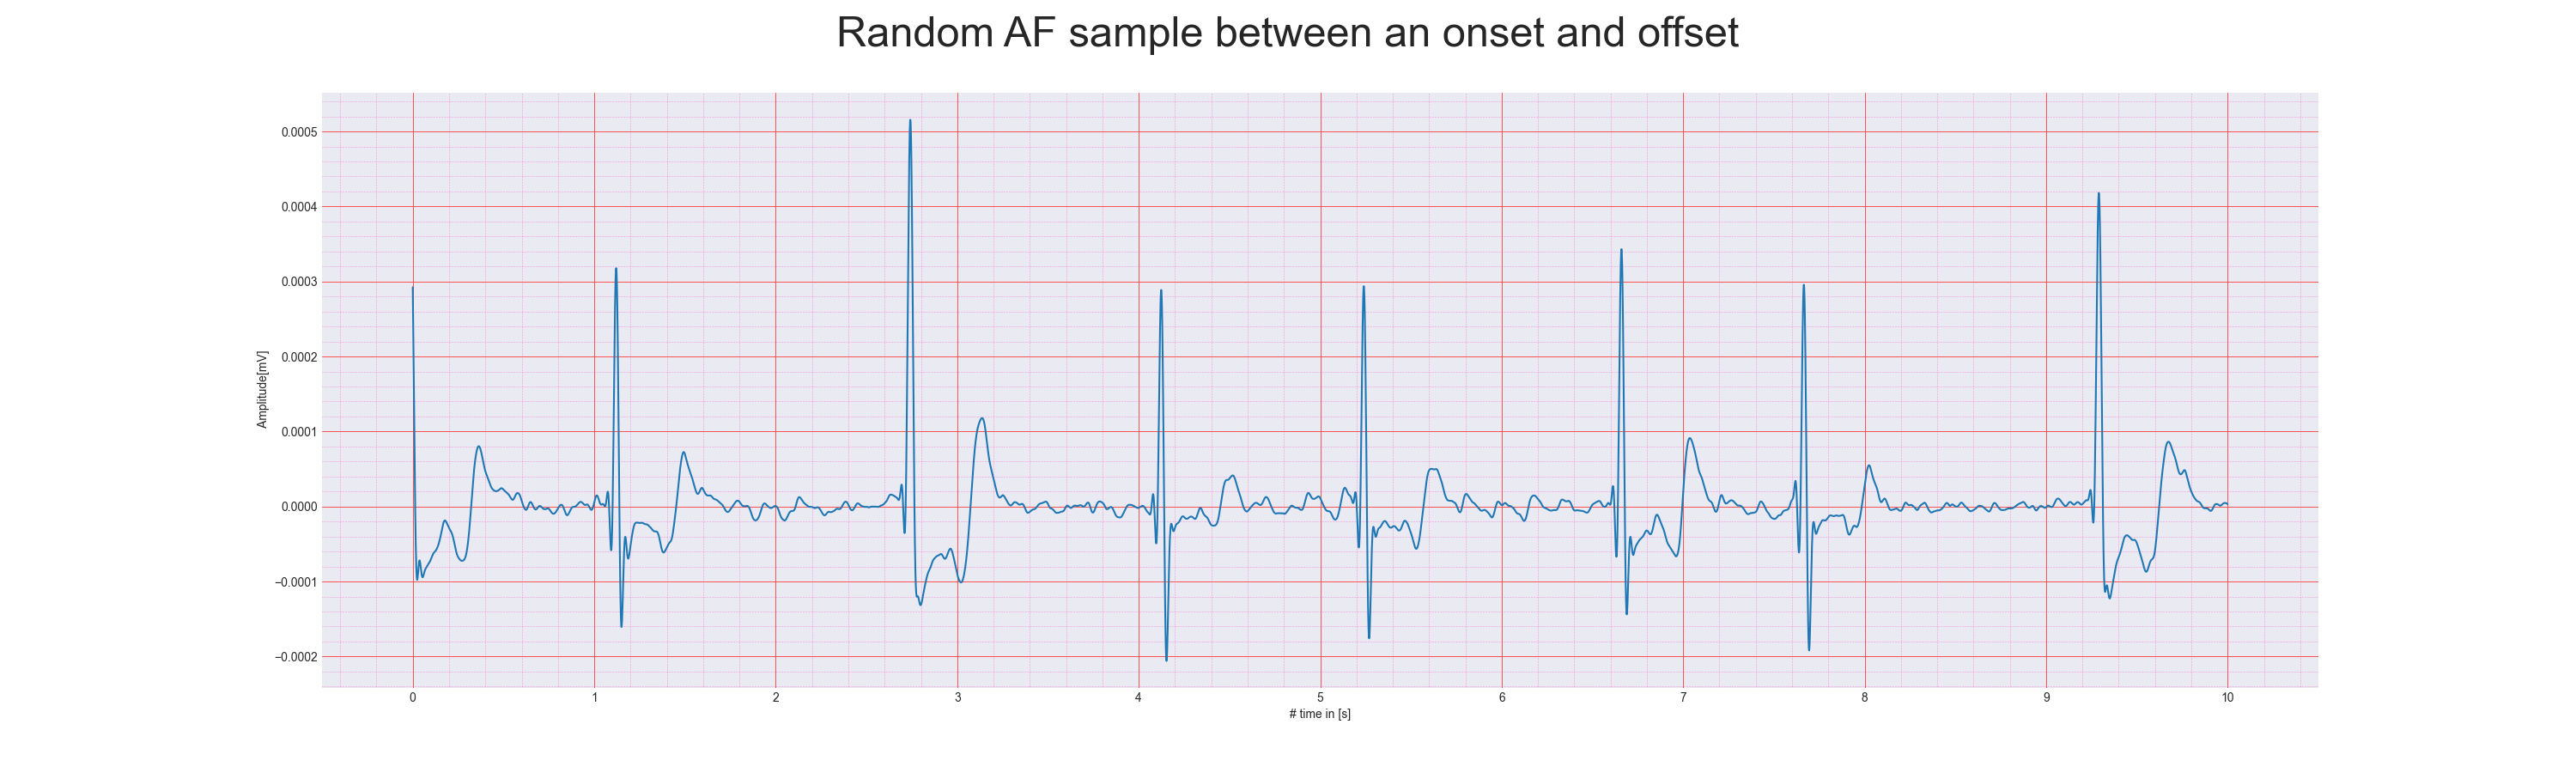 Random AF sample between an onset and offset
0.0005
0.0004
0.0003
0.0002
0.0001
0.0000
−0.0001
−0.0002
Amplitude[mV]
0 1 2 3 4 5 6 7 8 9 10
# time in [s]